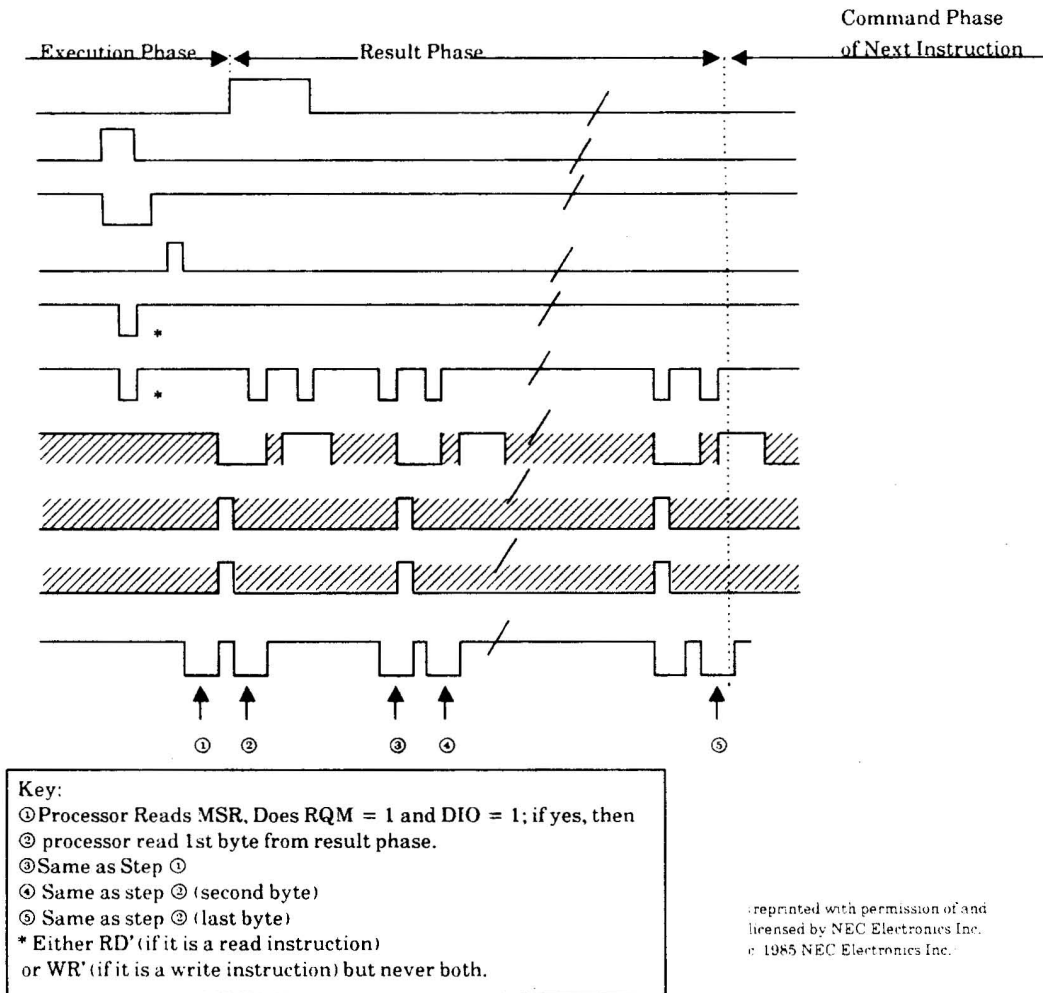 Command Phase
Execution Phase Result Phase of Next Instruction
*
*
① ② ③ ④ ⑤
Key:
①Processor Reads MSR, Does RQM = 1 and DIO = 1; if yes, then
② processor read 1st byte from result phase.
③Same as Step ①
④ Same as step ② (second byte)
⑤ Same as step ② (last byte)
* Either RD' (if it is a read instruction)
or WR' (if it is a write instruction) but never both.
reprinted with permission of and
licensed by NEC Electronics Inc.
c 1985 NEC Electronics Inc.